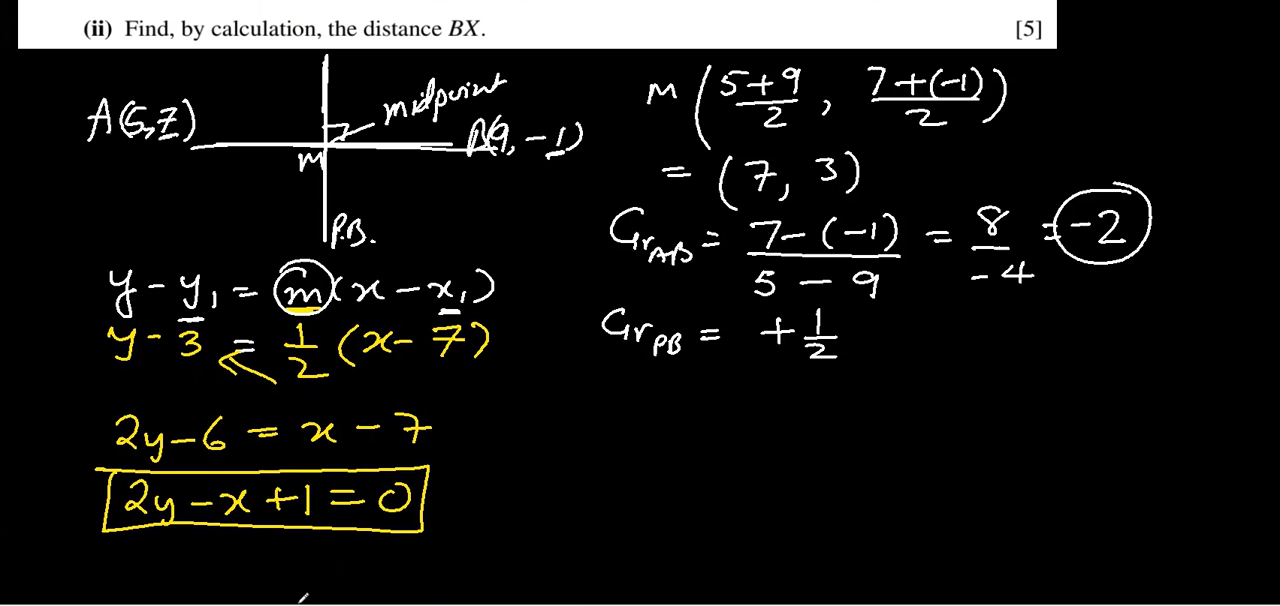 (ii) Find, by calculation, the distance BX. [5]
A(5,7)
midpoint
B(9, -1)
m
P.B.
y - y₁ = m(x - x₁)
y - 3 = 1/2 (x - 7)
2y - 6 = x - 7
2y - x + 1 = 0
M (5+9/2, 7+(-1)/2)
= (7, 3)
Gr_AB = 7-(-1)/5-9 = 8/-4 = -2
Gr_PB = +1/2